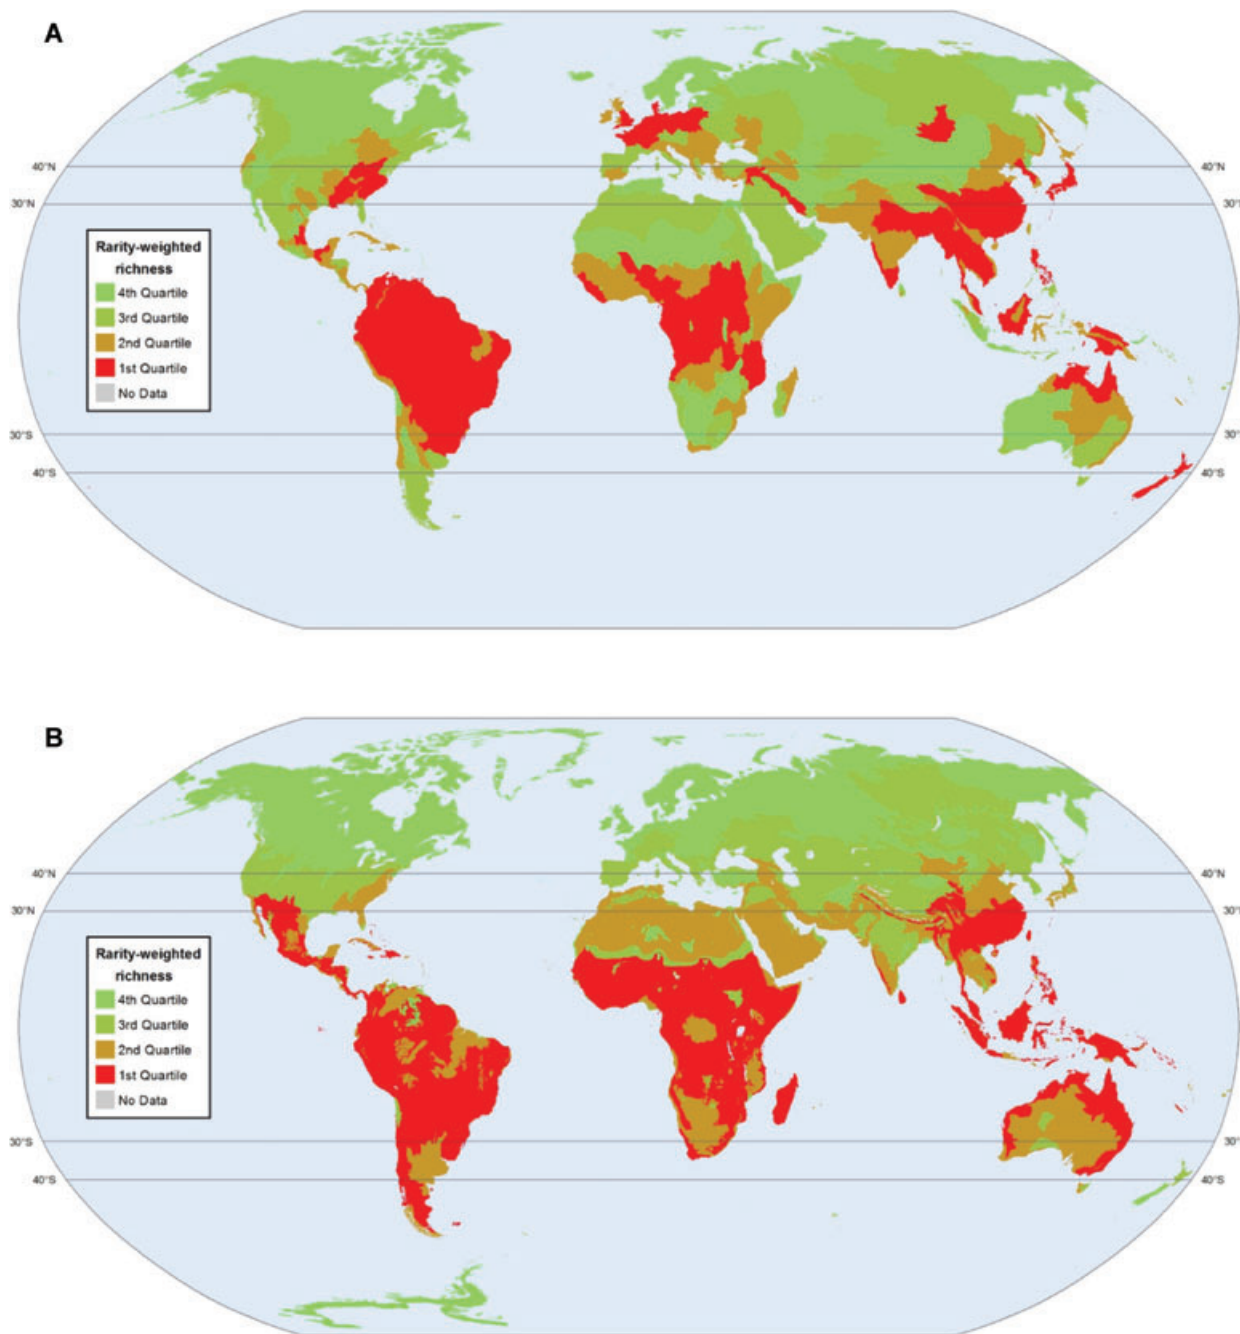 A
40°N
40°N
30°N
30°N
Rarity-weighted
richness
4th Quartile
3rd Quartile
2nd Quartile
1st Quartile
No Data
30°S
30°S
40°S
40°S
B
40°N
40°N
30°N
30°N
Rarity-weighted
richness
4th Quartile
3rd Quartile
2nd Quartile
1st Quartile
No Data
30°S
30°S
40°S
40°S